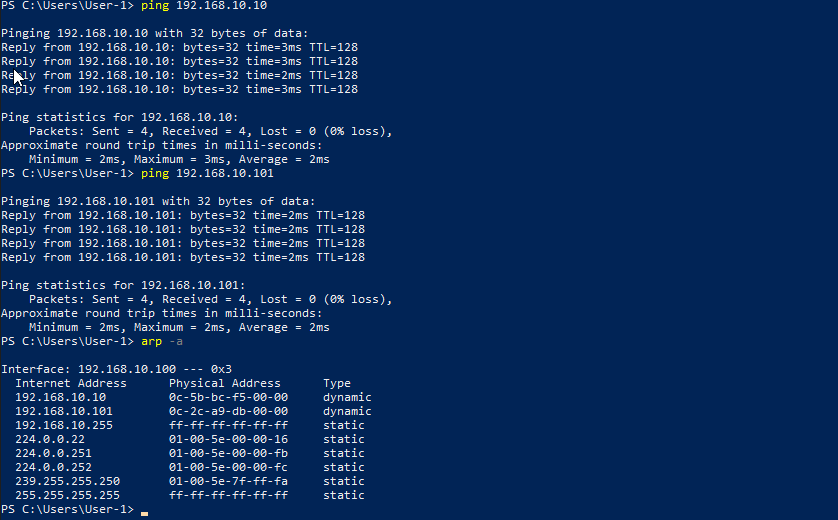 PS C:\Users\User-1> ping 192.168.10.10
Pinging 192.168.10.10 with 32 bytes of data:
Reply from 192.168.10.10: bytes=32 time=3ms TTL=128
Reply from 192.168.10.10: bytes=32 time=3ms TTL=128
Reply from 192.168.10.10: bytes=32 time=2ms TTL=128
Reply from 192.168.10.10: bytes=32 time=3ms TTL=128
Ping statistics for 192.168.10.10:
    Packets: Sent = 4, Received = 4, Lost = 0 (0% loss),
Approximate round trip times in milli-seconds:
    Minimum = 2ms, Maximum = 3ms, Average = 2ms
PS C:\Users\User-1> ping 192.168.10.101
Pinging 192.168.10.101 with 32 bytes of data:
Reply from 192.168.10.101: bytes=32 time=2ms TTL=128
Reply from 192.168.10.101: bytes=32 time=2ms TTL=128
Reply from 192.168.10.101: bytes=32 time=2ms TTL=128
Reply from 192.168.10.101: bytes=32 time=2ms TTL=128
Ping statistics for 192.168.10.101:
    Packets: Sent = 4, Received = 4, Lost = 0 (0% loss),
Approximate round trip times in milli-seconds:
    Minimum = 2ms, Maximum = 2ms, Average = 2ms
PS C:\Users\User-1> arp -a
Interface: 192.168.10.100 --- 0x3
  Internet Address      Physical Address      Type
  192.168.10.10         0c-5b-bc-f5-00-00     dynamic
  192.168.10.101        0c-2c-a9-db-00-00     dynamic
  192.168.10.255        ff-ff-ff-ff-ff-ff     static
  224.0.0.22            01-00-5e-00-00-16     static
  224.0.0.251           01-00-5e-00-00-fb     static
  224.0.0.252           01-00-5e-00-00-fc     static
  239.255.255.250       01-00-5e-7f-ff-fa     static
  255.255.255.255       ff-ff-ff-ff-ff-ff     static
PS C:\Users\User-1>